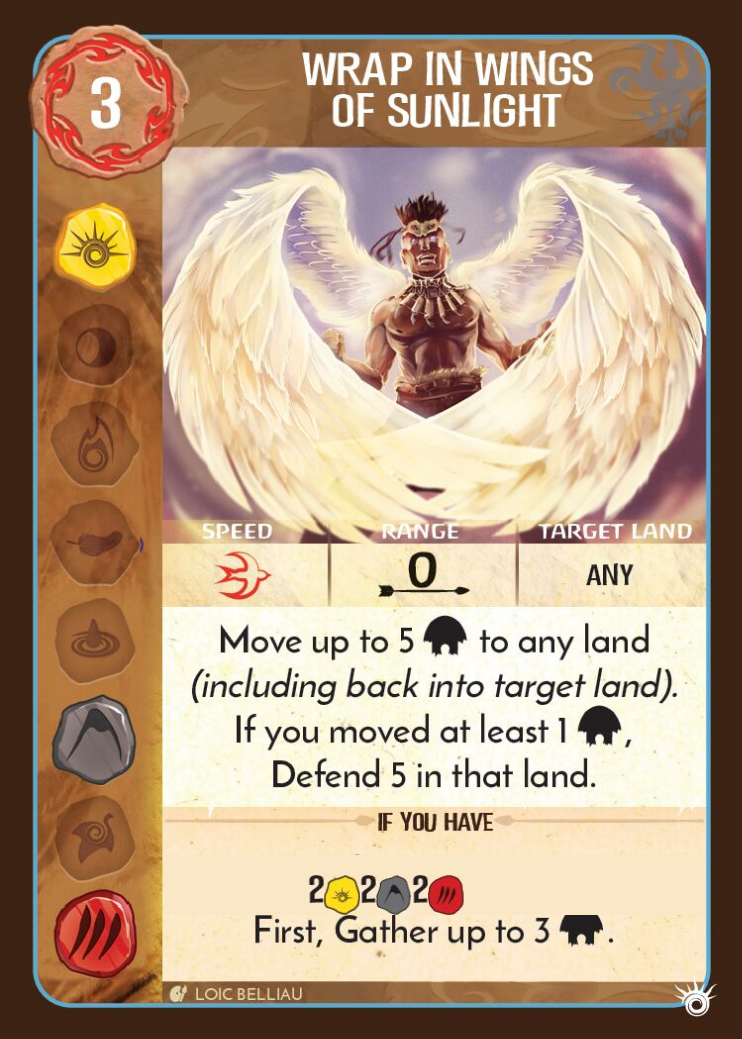 3
WRAP IN WINGS
OF SUNLIGHT
SPEED RANGE TARGET LAND
0 ANY
Move up to 5 to any land
(including back into target land).
If you moved at least 1 ,
Defend 5 in that land.
IF YOU HAVE
2 2 2
First, Gather up to 3 .
LOIC BELLIAU